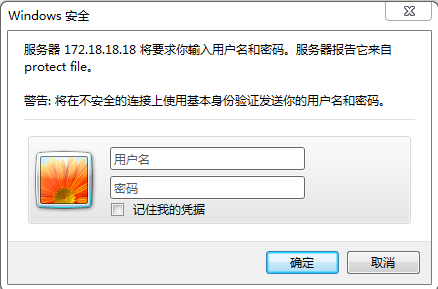 Windows 安全
服务器 172.18.18.18 将要求你输入用户名和密码。服务器报告它来自
protect file。
警告: 将在不安全的连接上使用基本身份验证发送你的用户名和密码。
用户名
密码
记住我的凭据
确定
取消